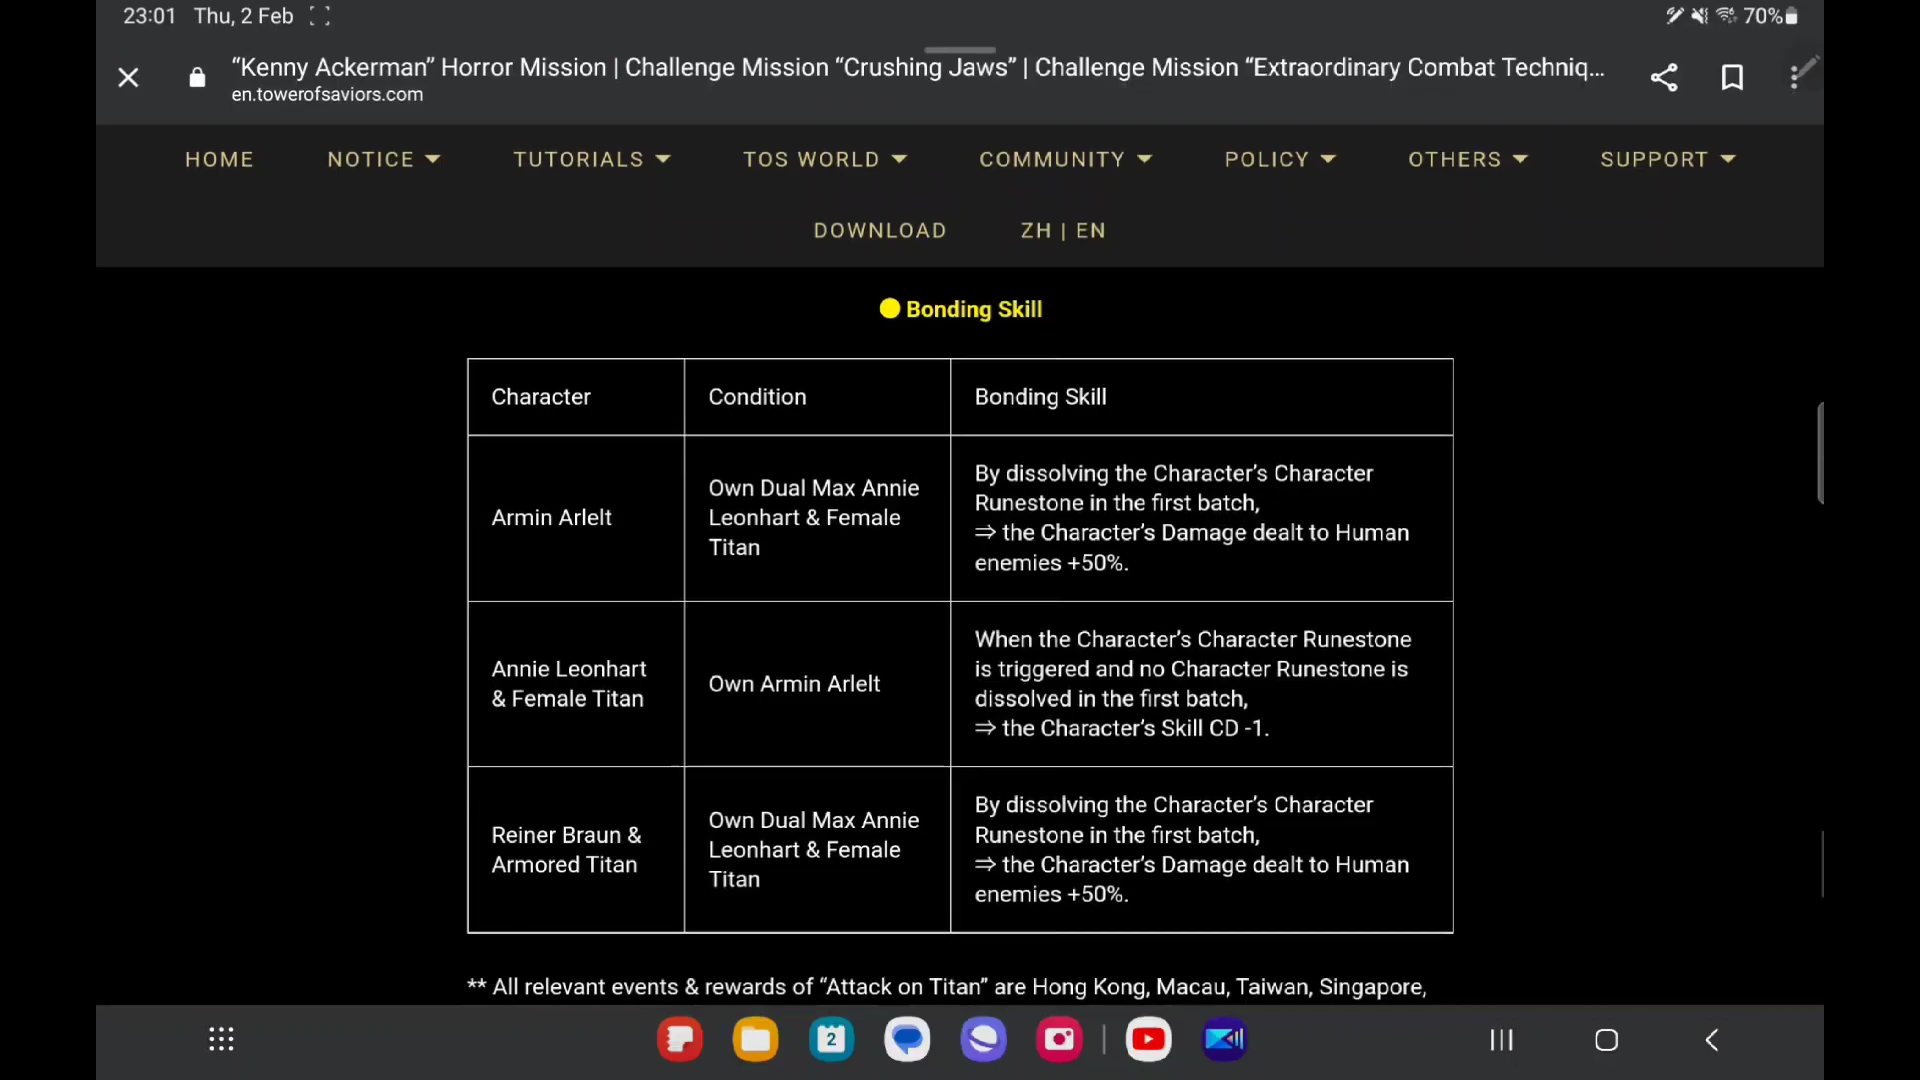 23:01 Thu, 2 Feb
70%
“Kenny Ackerman” Horror Mission | Challenge Mission “Crushing Jaws” | Challenge Mission “Extraordinary Combat Techniq...
en.towerofsaviors.com
HOME NOTICE TUTORIALS TOS WORLD COMMUNITY POLICY OTHERS SUPPORT
DOWNLOAD ZH | EN
Bonding Skill
Character Condition Bonding Skill
Armin Arlelt
Own Dual Max Annie
Leonhart & Female
Titan
By dissolving the Character’s Character
Runestone in the first batch,
⇒ the Character’s Damage dealt to Human
enemies +50%.
Annie Leonhart
& Female Titan
Own Armin Arlelt
When the Character’s Character Runestone
is triggered and no Character Runestone is
dissolved in the first batch,
⇒ the Character’s Skill CD -1.
Reiner Braun &
Armored Titan
Own Dual Max Annie
Leonhart & Female
Titan
By dissolving the Character’s Character
Runestone in the first batch,
⇒ the Character’s Damage dealt to Human
enemies +50%.
** All relevant events & rewards of “Attack on Titan” are Hong Kong, Macau, Taiwan, Singapore,
2